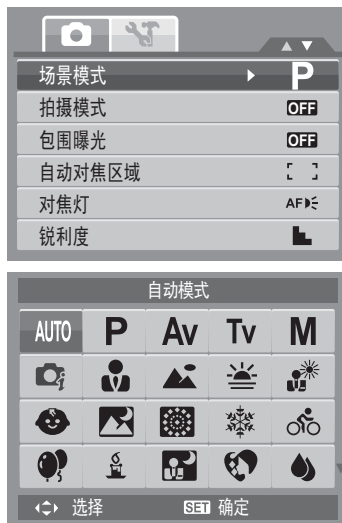 场景模式 P
拍摄模式 OFF
包围曝光 OFF
自动对焦区域
对焦灯 AF
锐利度
自动模式
AUTO P Av Tv M
选择 SET 确定